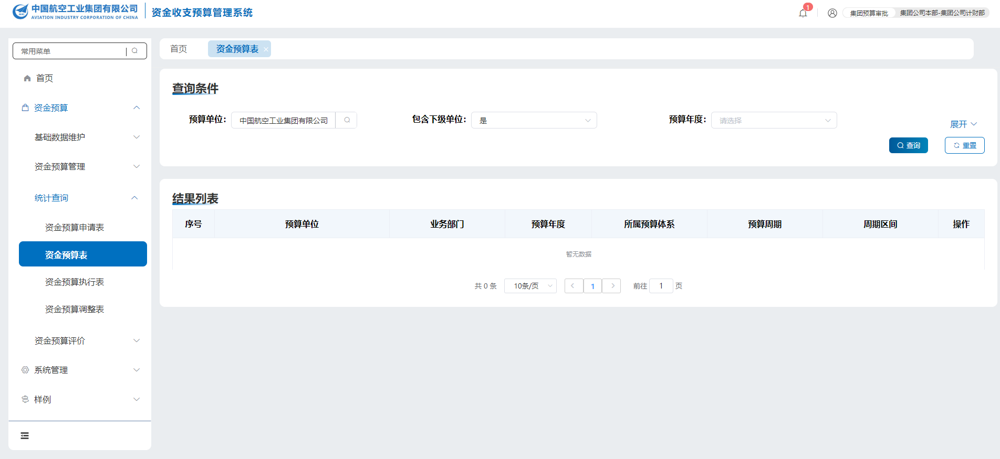 中国航空工业集团有限公司
AVIATION INDUSTRY CORPORATION OF CHINA
资金收支预算管理系统
1
集团预算审批
集团公司本部-集团公司计财部
常用菜单
首页
资金预算
基础数据维护
资金预算管理
统计查询
资金预算申请表
资金预算表
资金预算执行表
资金预算调整表
资金预算评价
系统管理
样例
首页
资金预算表
查询条件
预算单位: 中国航空工业集团有限公司
包含下级单位: 是
预算年度: 请选择
展开
查询
重置
结果列表
序号 预算单位 业务部门 预算年度 所属预算体系 预算周期 周期区间 操作
暂无数据
共 0 条 10条/页 1 前往 1 页